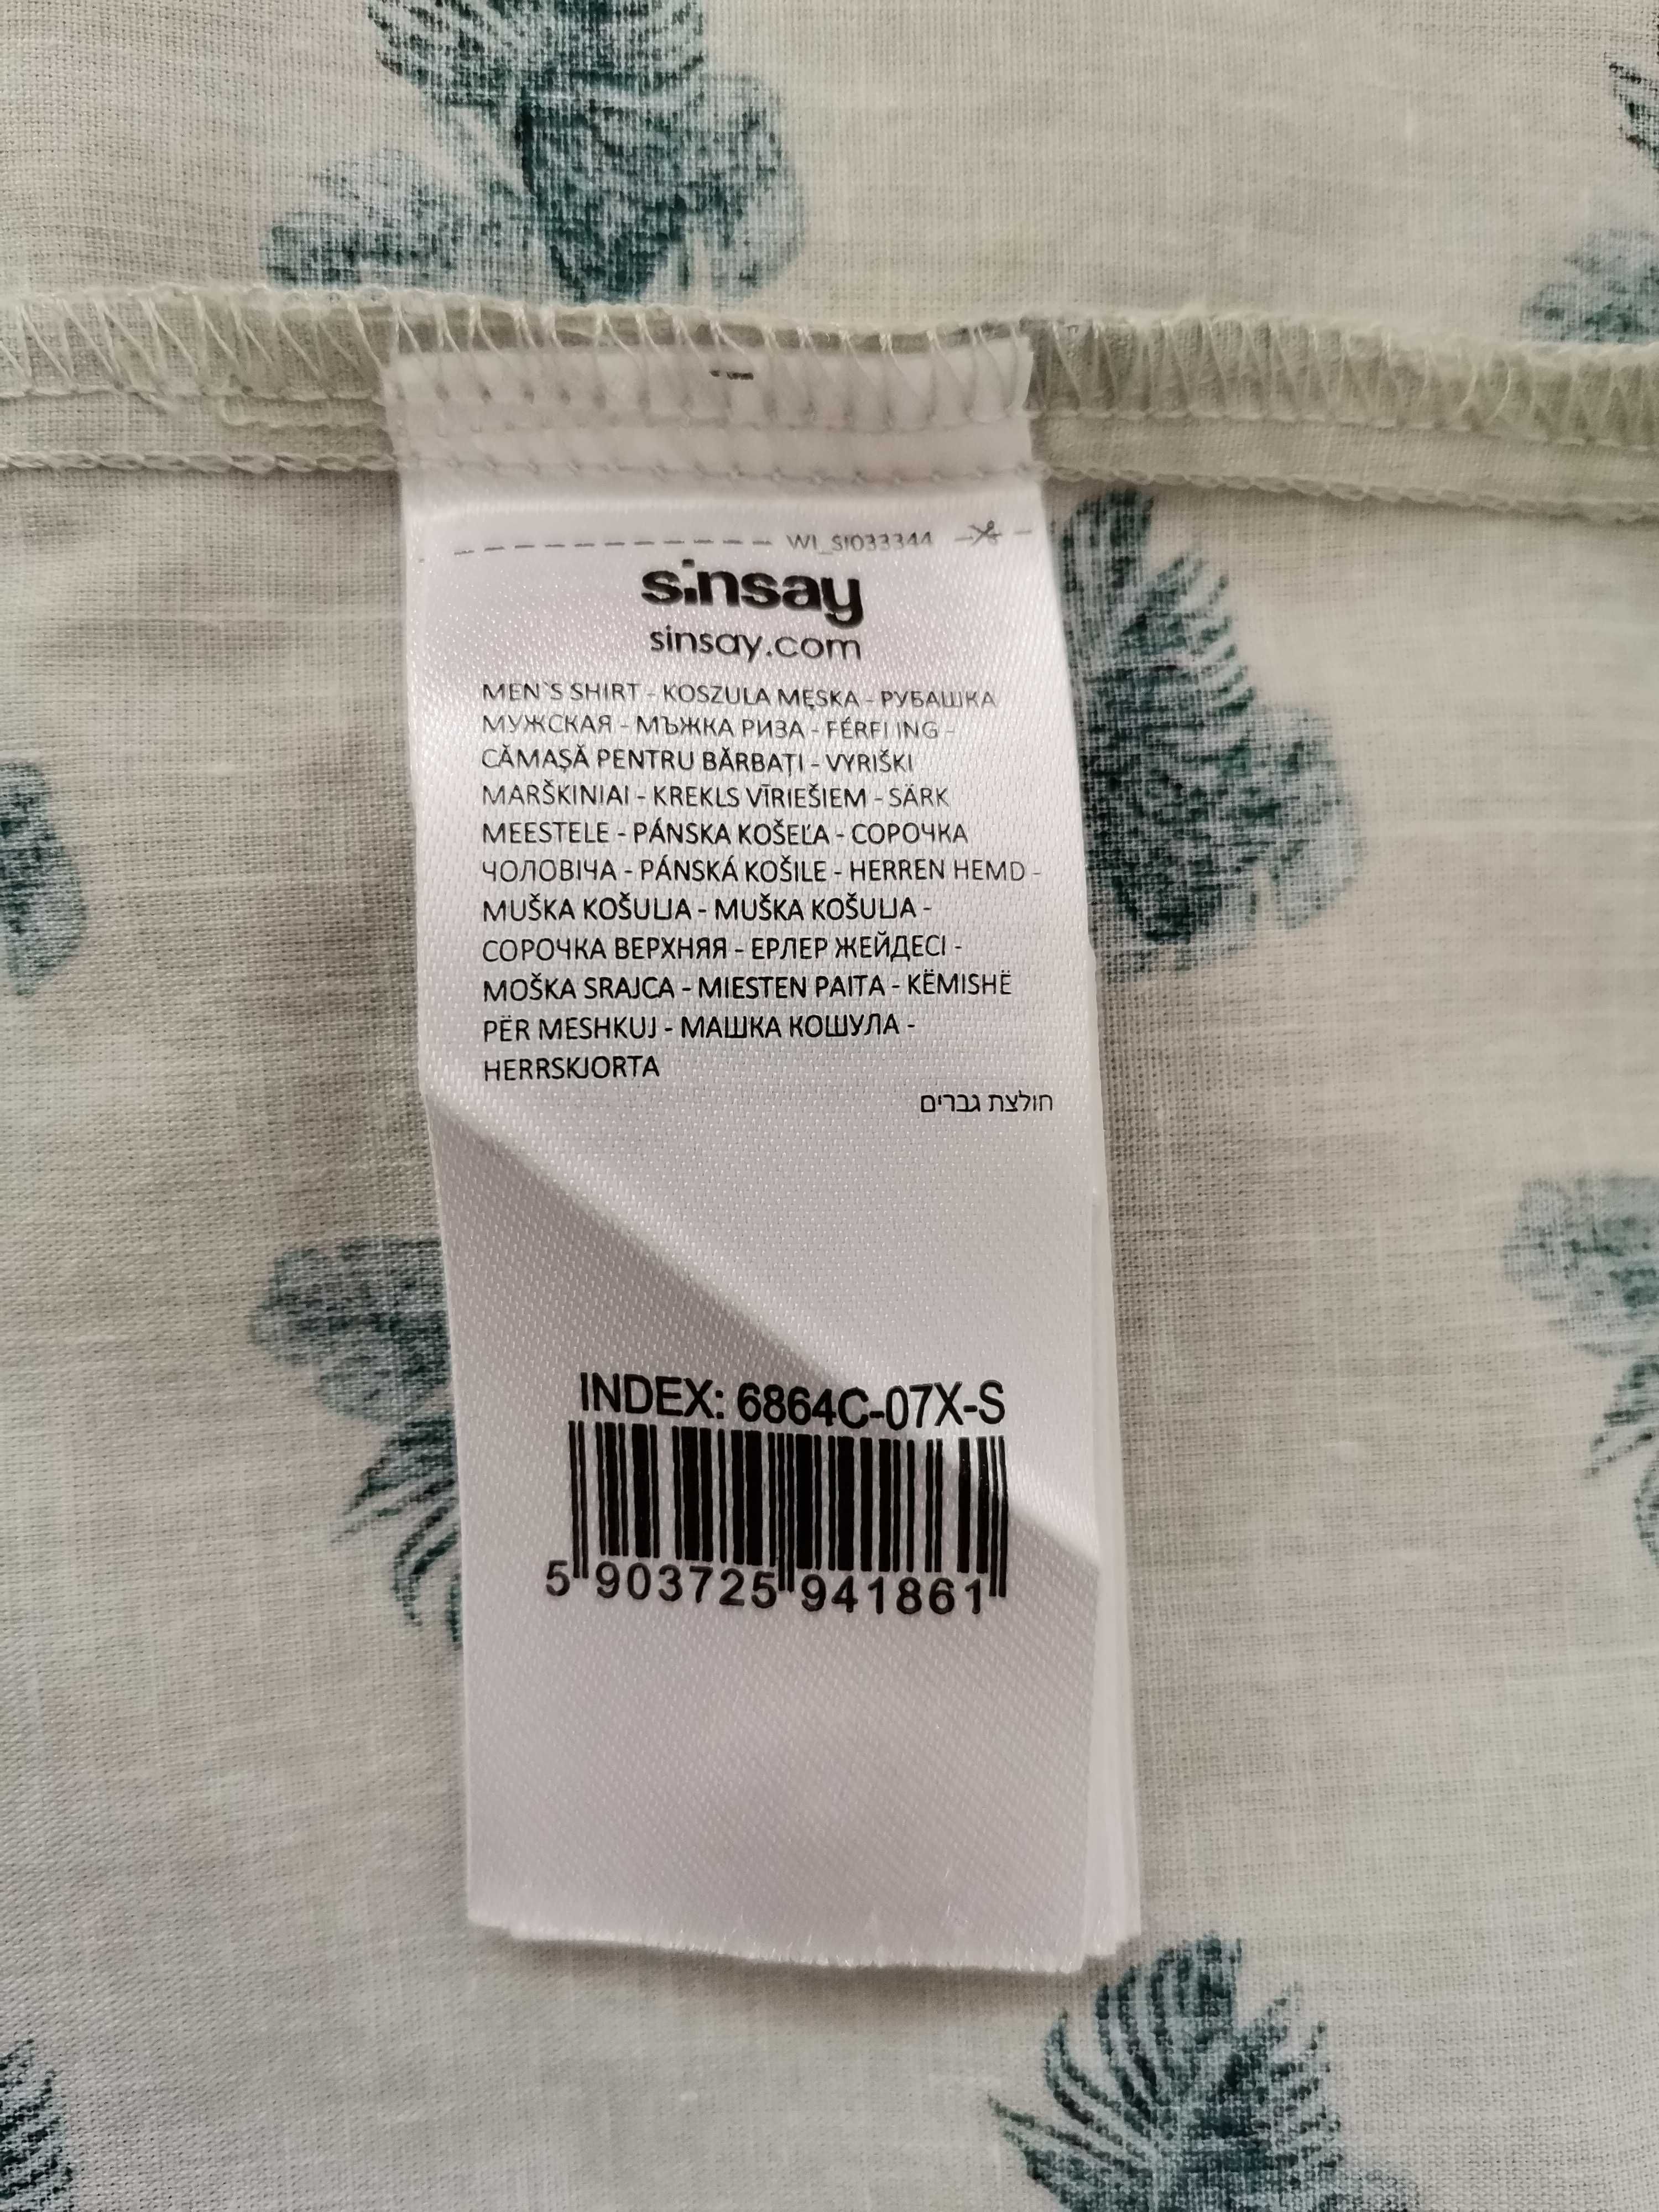 WI_SI033344
sinsay
sinsay.com
MEN`S SHIRT - KOSZULA MĘSKA - РУБАШКА
МУЖСКАЯ - МЪЖКА РИЗА - FÉRFI ING -
CĂMAȘĂ PENTRU BĂRBAȚI - VYRIŠKI
MARŠKINIAI - KREKLS VĪRIEŠIEM - SÄRK
MEESTELE - PÁNSKA KOŠEĽA - СОРОЧКА
ЧОЛОВІЧА - PÁNSKÁ KOŠILE - HERREN HEMD -
MUŠKA KOŠULJA - MUŠKA KOŠULJA -
СОРОЧКА ВЕРХНЯЯ - ЕРЛЕР ЖЕЙДЕСІ -
MOŠKA SRAJCA - MIESTEN PAITA - KËMISHË
PËR MESHKUJ - МАШКА КОШУЛА -
HERRSKJORTA
חולצת גברים
INDEX: 6864C-07X-S
5 903725 941861